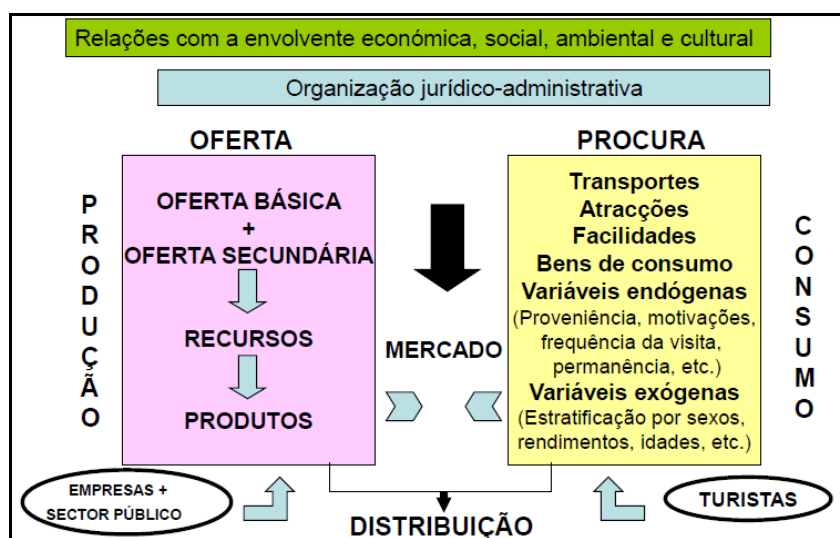 Relações com a envolvente económica, social, ambiental e cultural
Organização jurídico-administrativa
OFERTA
PROCURA
PRODUÇÃO
OFERTA BÁSICA
+
OFERTA SECUNDÁRIA
RECURSOS
PRODUTOS
MERCADO
Transportes
Atracções
Facilidades
Bens de consumo
Variáveis endógenas
(Proveniência, motivações,
frequência da visita,
permanência, etc.)
Variáveis exógenas
(Estratificação por sexos,
rendimentos, idades, etc.)
CONSUMO
EMPRESAS +
SECTOR PÚBLICO
DISTRIBUIÇÃO
TURISTAS